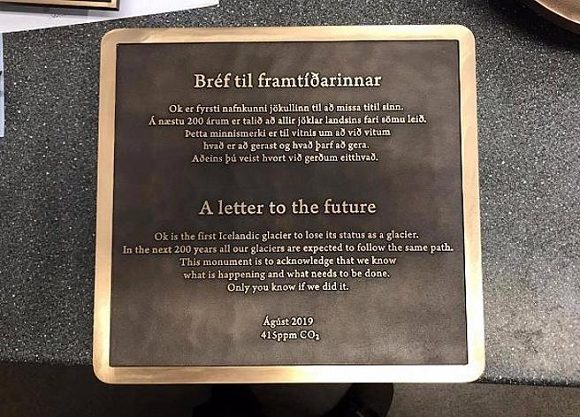 Bréf til framtíðarinnar
Ok er fyrsti nafnkunni jökullinn til að missa titil sinn.
Á næstu 200 árum er talið að allir jöklar landsins fari sömu leið.
Þetta minnismerki er til vitnis um að við vitum
hvað er að gerast og hvað þarf að gera.
Aðeins þú veist hvort við gerðum eitthvað.
A letter to the future
Ok is the first Icelandic glacier to lose its status as a glacier.
In the next 200 years all our glaciers are expected to follow the same path.
This monument is to acknowledge that we know
what is happening and what needs to be done.
Only you know if we did it.
Ágúst 2019
415ppm CO₂